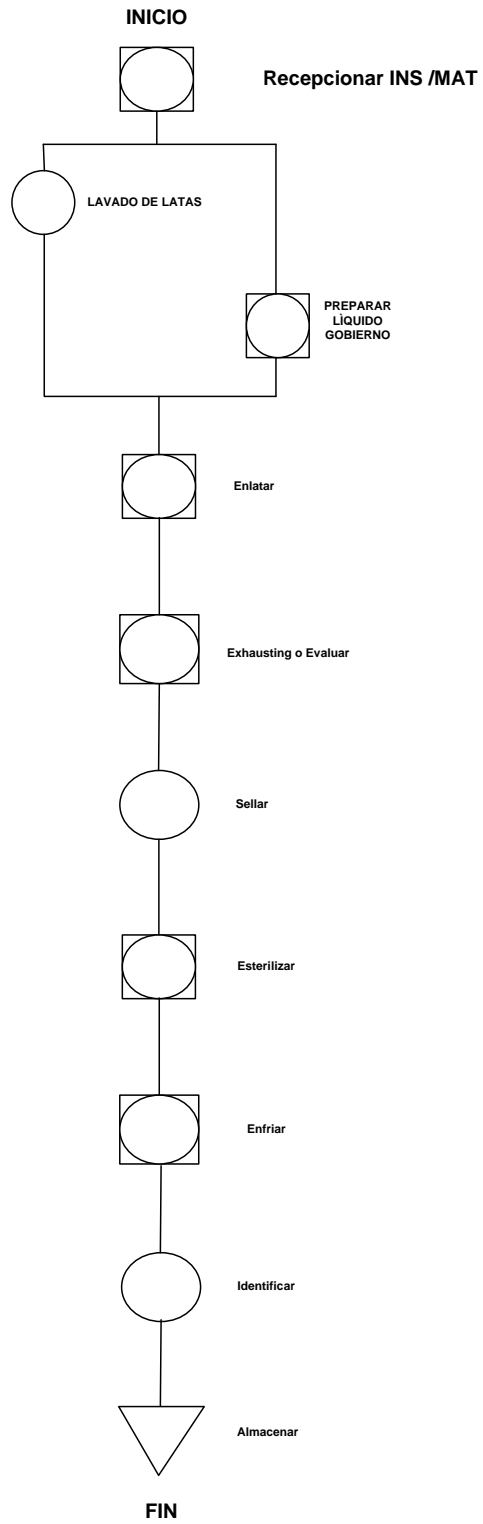 INICIO
Recepcionar INS /MAT
LAVADO DE LATAS
PREPARAR
LÌQUIDO
GOBIERNO
Enlatar
Exhausting o Evaluar
Sellar
Esterilizar
Enfriar
Identificar
Almacenar
FIN